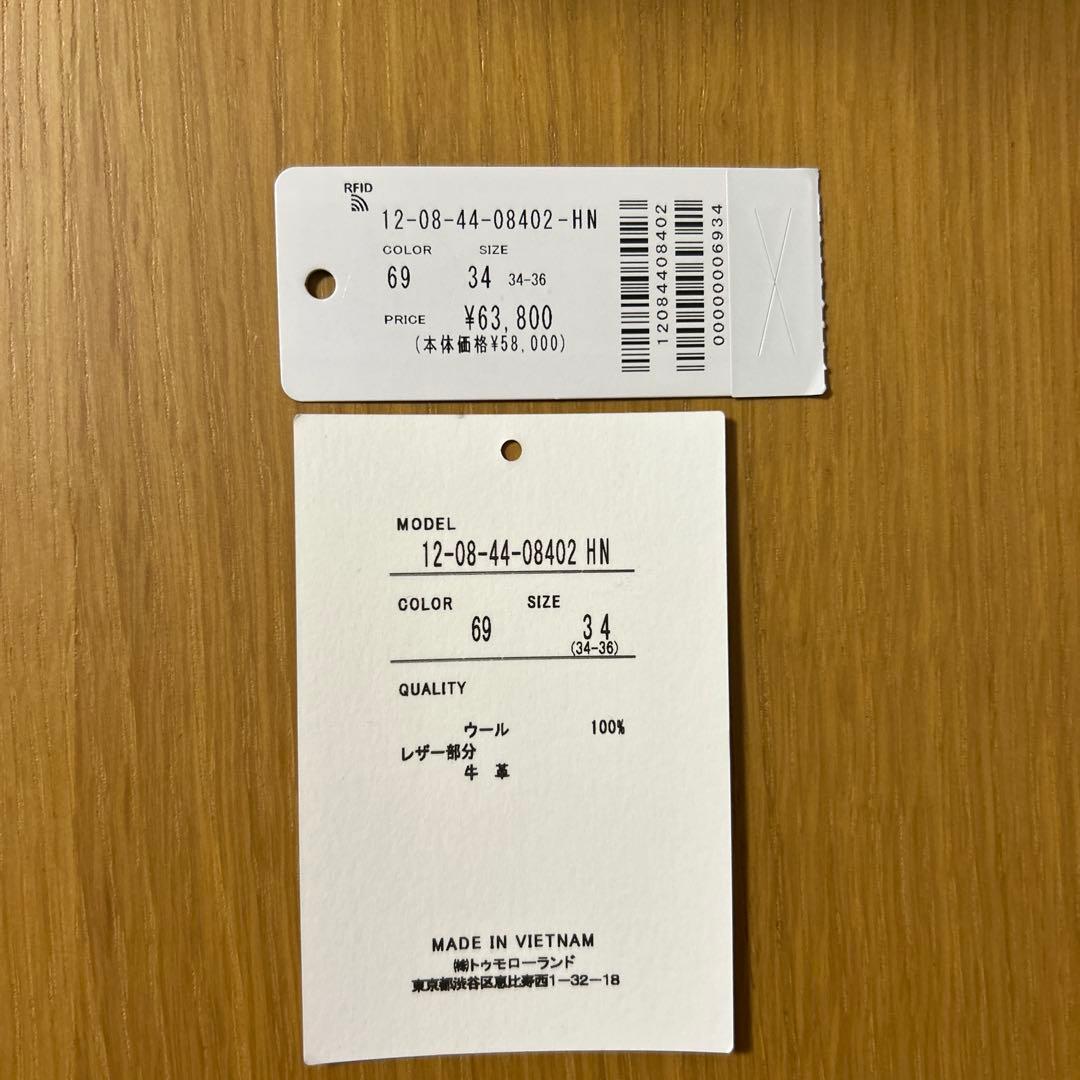 RFID
12-08-44-08402-HN
COLOR SIZE
69 34 34-36
PRICE ¥63,800
(本体価格¥58,000)
12084408402
0000000006934
MODEL
12-08-44-08402 HN
COLOR SIZE
69 34
(34-36)
QUALITY
ウール 100%
レザー部分
牛 革
MADE IN VIETNAM
㈱トゥモローランド
東京都渋谷区恵比寿西1-32-18